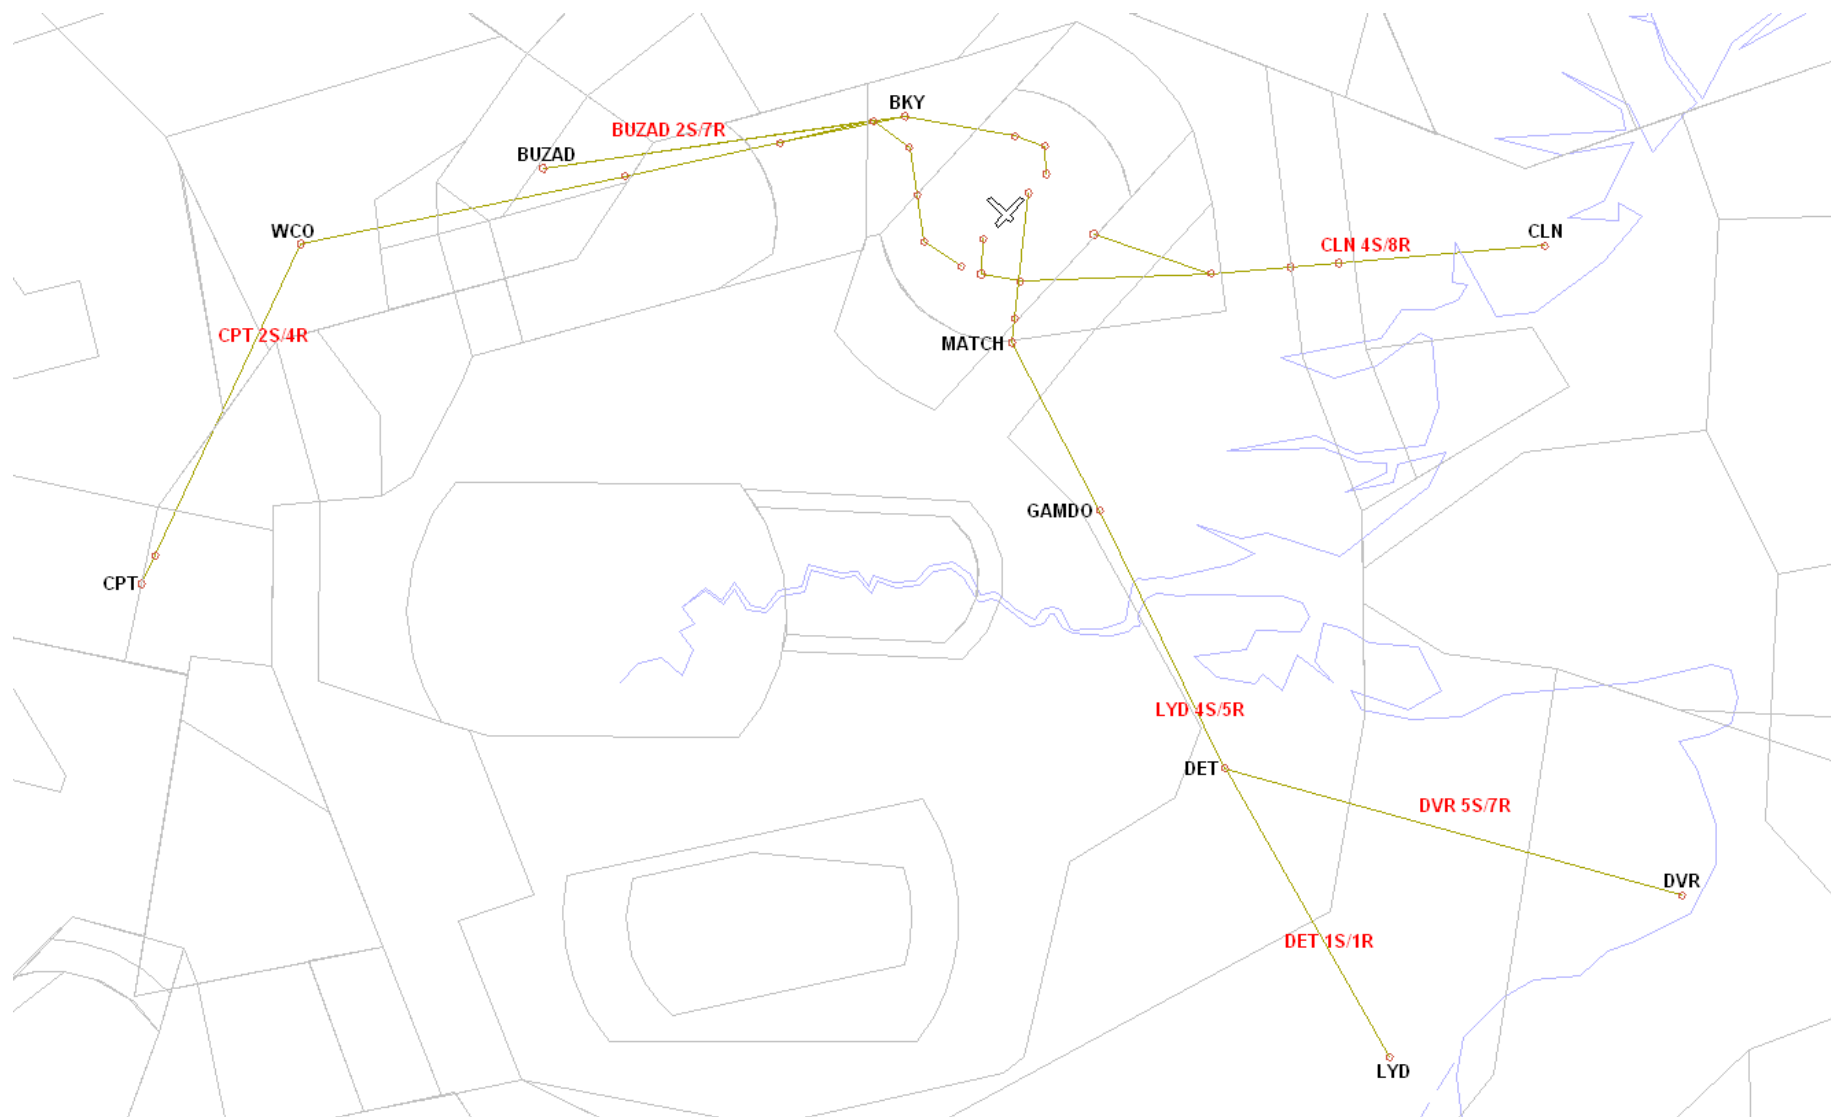 BKY
BUZAD 2S/7R
BUZAD
WCO
CLN
CLN 4S/8R
CPT 2S/4R
MATCH
GAMDO
CPT
LYD 4S/5R
DET
DVR 5S/7R
DVR
DET 1S/1R
LYD